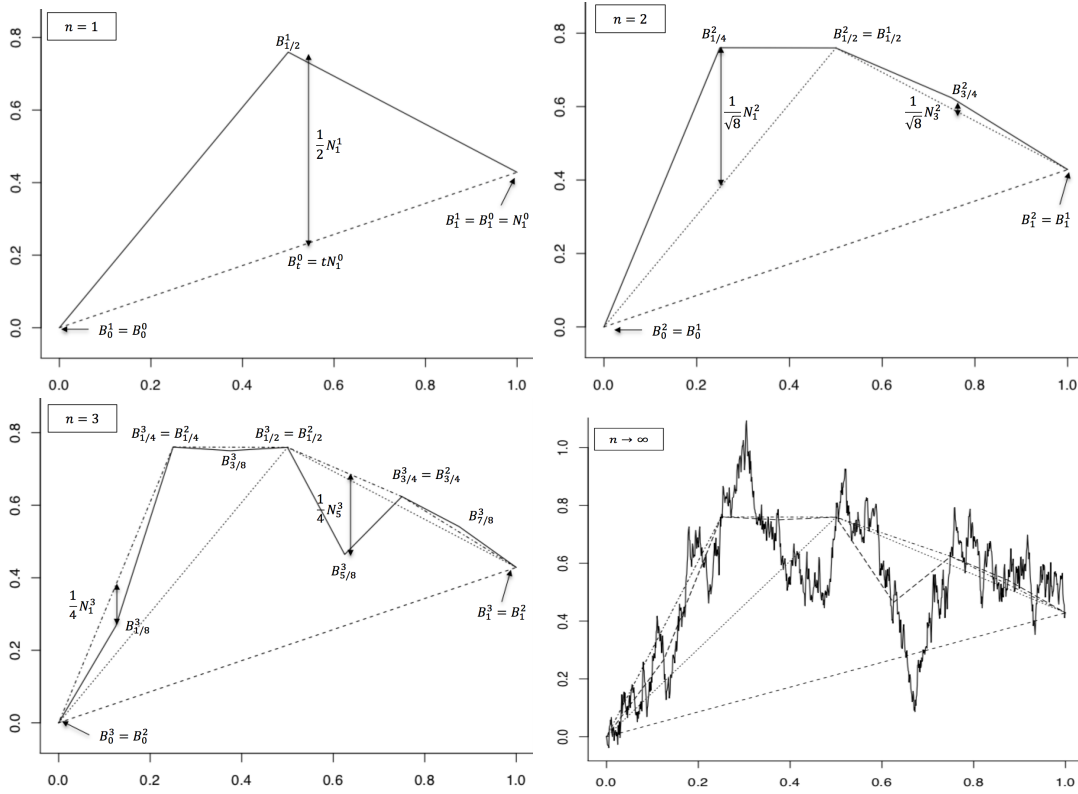 n = 1
0.8
0.6
0.4
0.2
0.0
B^1_{1/2}
\frac{1}{2}N^1_1
B^1_1 = B^0_1 = N^0_1
B^0_t = tN^0_1
B^1_0 = B^0_0
0.0 0.2 0.4 0.6 0.8 1.0
n = 2
0.8
0.6
0.4
0.2
0.0
B^2_{1/4}
B^2_{1/2} = B^1_{1/2}
B^2_{3/4}
\frac{1}{\sqrt{8}}N^2_1
\frac{1}{\sqrt{8}}N^2_3
B^2_1 = B^1_1
B^2_0 = B^1_0
0.0 0.2 0.4 0.6 0.8 1.0
n = 3
0.8
0.6
0.4
0.2
0.0
B^3_{1/4} = B^2_{1/4}
B^3_{1/2} = B^2_{1/2}
B^3_{3/8}
B^3_{3/4} = B^2_{3/4}
\frac{1}{4}N^3_5
B^3_{7/8}
B^3_{5/8}
\frac{1}{4}N^3_1
B^3_{1/8}
B^3_1 = B^2_1
B^3_0 = B^2_0
0.0 0.2 0.4 0.6 0.8 1.0
n → ∞
1.0
0.8
0.6
0.4
0.2
0.0
0.0 0.2 0.4 0.6 0.8 1.0